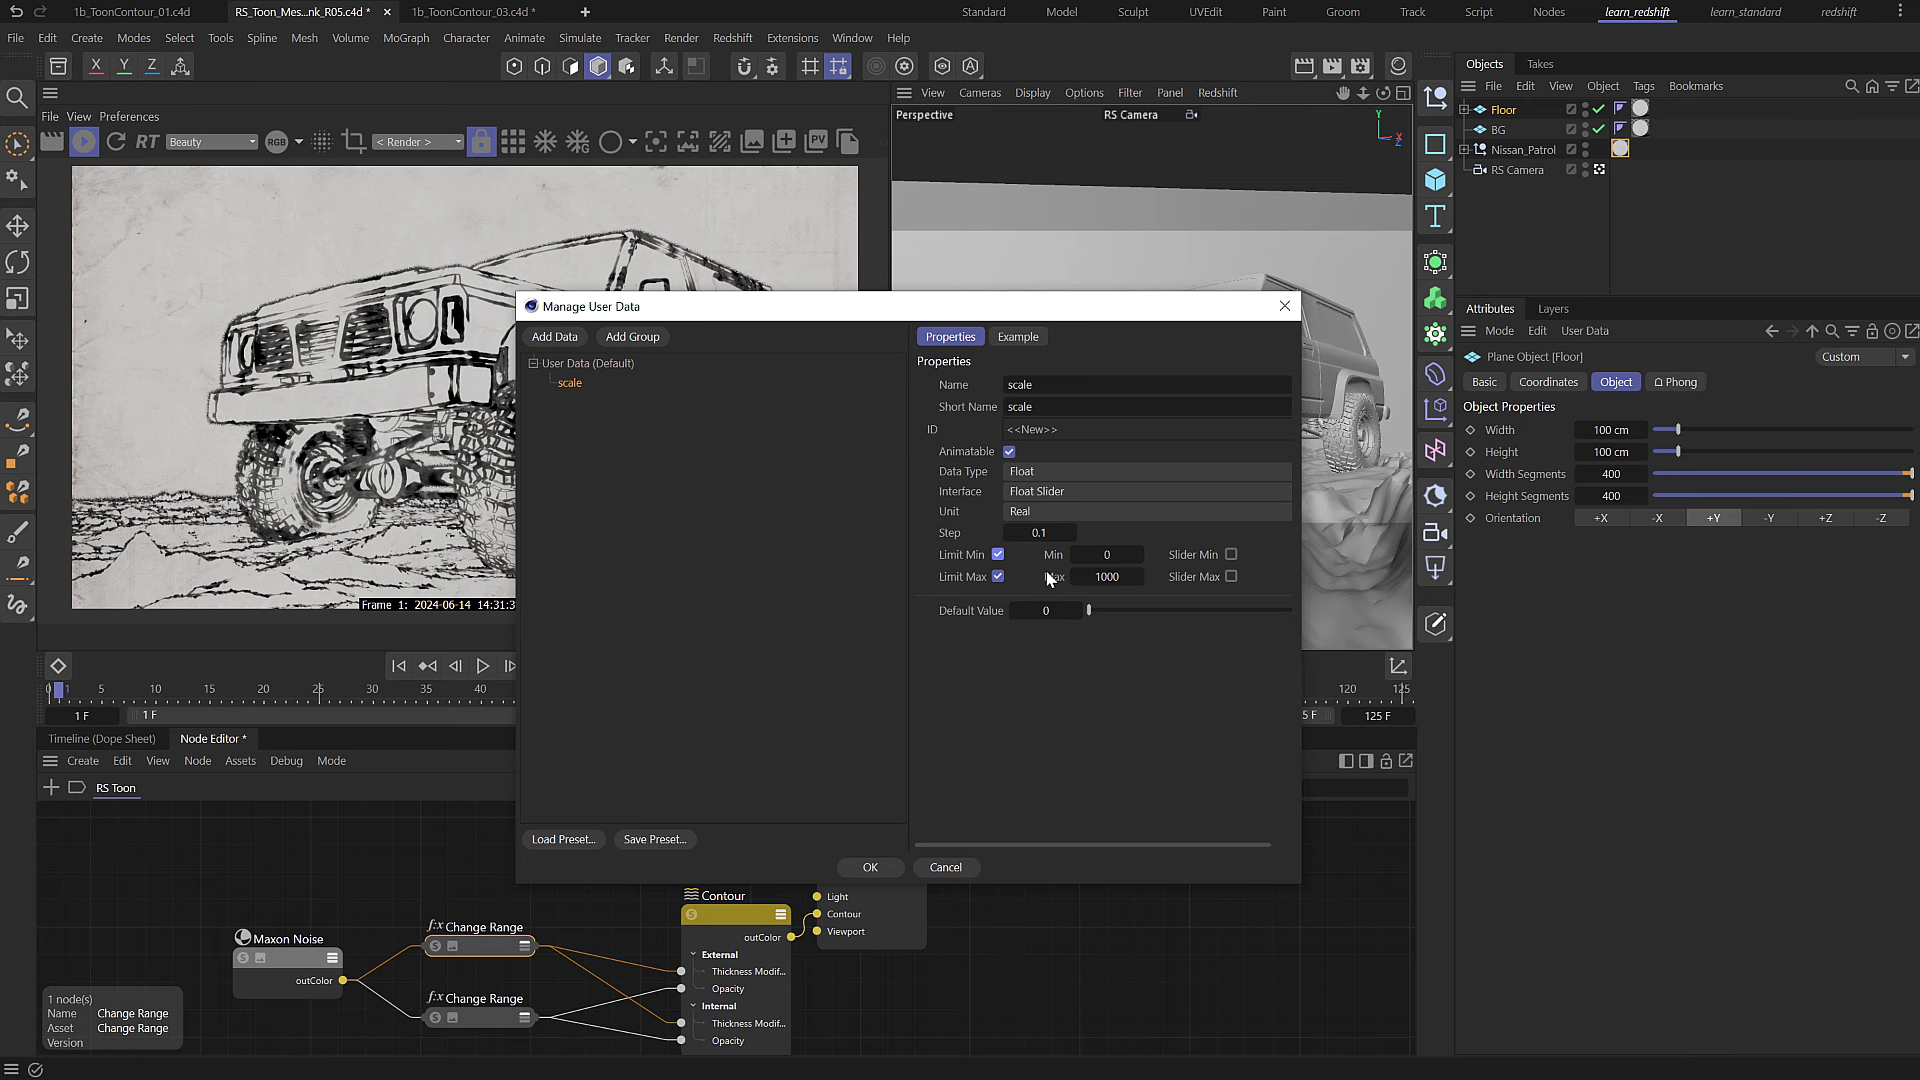 1b_ToonContour_01.c4d
RS_Toon_Mes...nk_R05.c4d *
1b_ToonContour_03.c4d *
Standard Model Sculpt UVEdit Paint Groom Track Script Nodes learn_redshift learn_standard redshift
File Edit Create Modes Select Tools Spline Mesh Volume MoGraph Character Animate Simulate Tracker Render Redshift Extensions Window Help
X Y Z
Objects Takes
File Edit View Object Tags Bookmarks
View Cameras Display Options Filter Panel Redshift
Floor
BG
Nissan_Patrol
RS Camera
File View Preferences
RT Beauty RGB < Render > PV
Perspective
RS Camera
Y
X
Z
Frame 1: 2024-06-14 14:31:3
Manage User Data
Add Data Add Group
User Data (Default)
scale
Load Preset...
Save Preset...
Properties Example
Properties
Name scale
Short Name scale
ID <<New>>
Animatable
Data Type Float
Interface Float Slider
Unit Real
Step 0.1
Limit Min Min 0 Slider Min
Limit Max ax 1000 Slider Max
Default Value 0
OK Cancel
Attributes Layers
Mode Edit User Data
Plane Object [Floor]
Custom
Basic Coordinates Object Phong
Object Properties
Width 100 cm
Height 100 cm
Width Segments 400
Height Segments 400
Orientation +X -X +Y -Y +Z -Z
0 1 5 10 15 20 25 30 35 40
120 125
1 F 1 F
5 F 125 F
Timeline (Dope Sheet) Node Editor *
Create Edit View Node Assets Debug Mode
RS Toon
Maxon Noise
outColor
f:x Change Range
f:x Change Range
Contour
outColor
External
Thickness Modif...
Opacity
Internal
Thickness Modif...
Opacity
Light
Contour
Viewport
1 node(s)
Name Change Range
Asset Change Range
Version